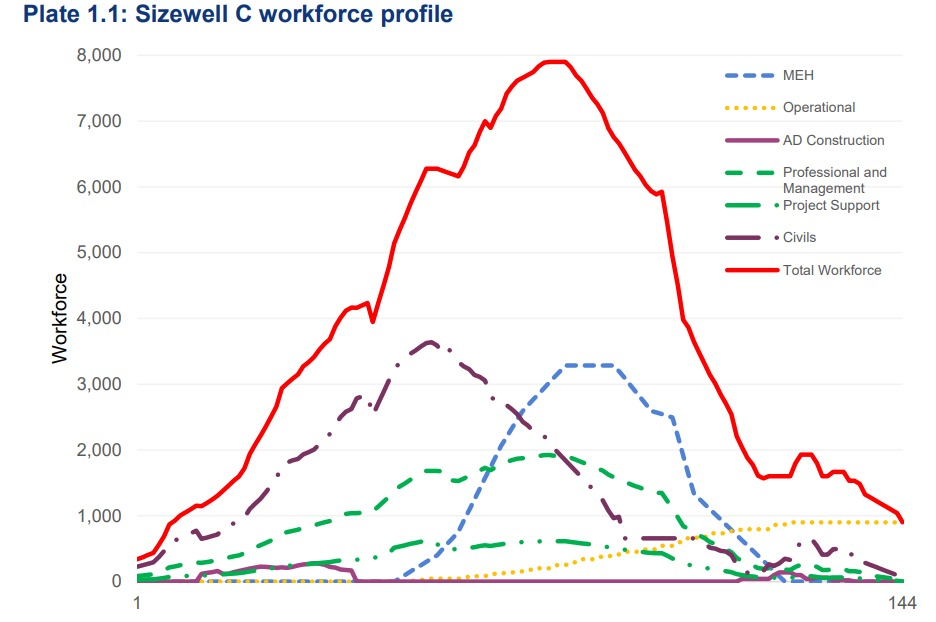 Plate 1.1: Sizewell C workforce profile
8,000
7,000
6,000
5,000
4,000
3,000
2,000
1,000
0
Workforce
1
144
MEH
Operational
AD Construction
Professional and
Management
Project Support
Civils
Total Workforce